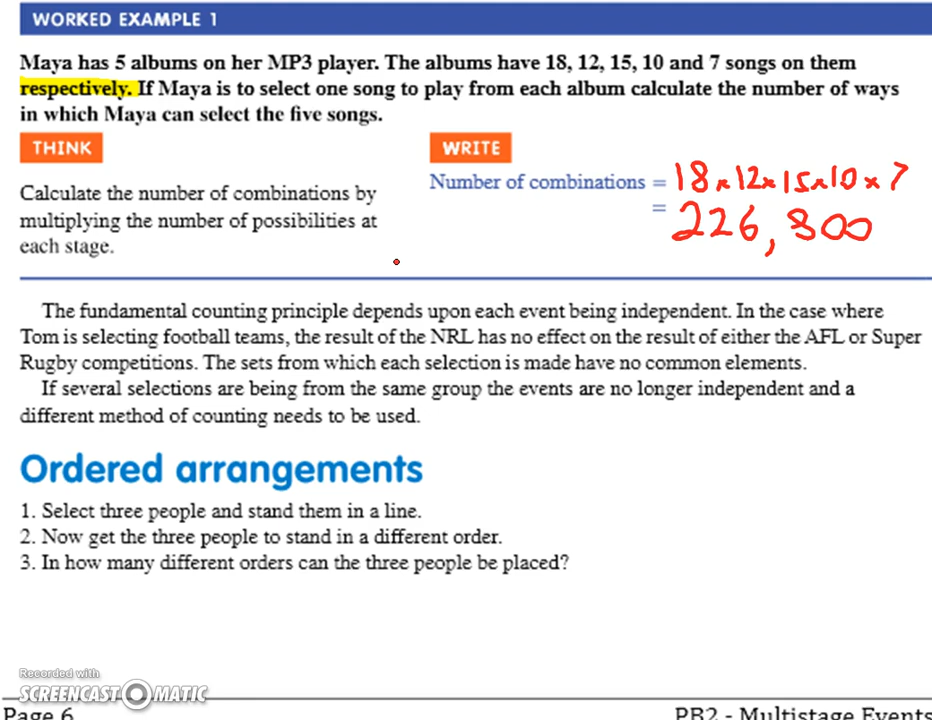 WORKED EXAMPLE 1
Maya has 5 albums on her MP3 player. The albums have 18, 12, 15, 10 and 7 songs on them
respectively. If Maya is to select one song to play from each album calculate the number of ways
in which Maya can select the five songs.
THINK
Calculate the number of combinations by
multiplying the number of possibilities at
each stage.
WRITE
Number of combinations = 18 × 12 × 15 × 10 × 7
= 226,800
The fundamental counting principle depends upon each event being independent. In the case where
Tom is selecting football teams, the result of the NRL has no effect on the result of either the AFL or Super
Rugby competitions. The sets from which each selection is made have no common elements.
If several selections are being from the same group the events are no longer independent and a
different method of counting needs to be used.
Ordered arrangements
1. Select three people and stand them in a line.
2. Now get the three people to stand in a different order.
3. In how many different orders can the three people be placed?
Recorded with
SCREENCAST-O-MATIC
Page 6
PB2 - Multistage Events